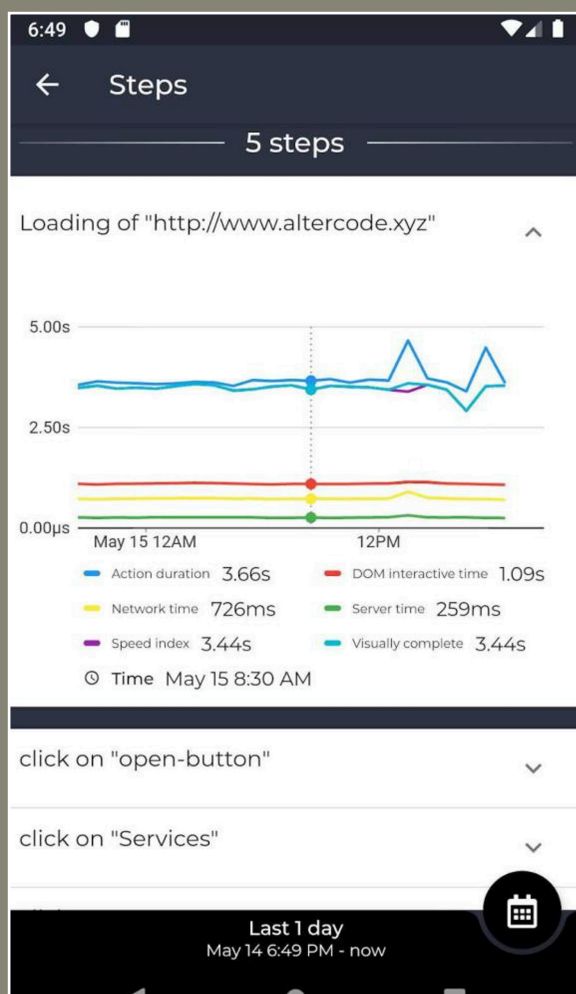 6:49
Steps
5 steps
Loading of "http://www.altercode.xyz"
5.00s
2.50s
0.00µs
May 15 12AM 12PM
Action duration 3.66s DOM interactive time 1.09s
Network time 726ms Server time 259ms
Speed index 3.44s Visually complete 3.44s
Time May 15 8:30 AM
click on "open-button"
click on "Services"
Last 1 day
May 14 6:49 PM - now